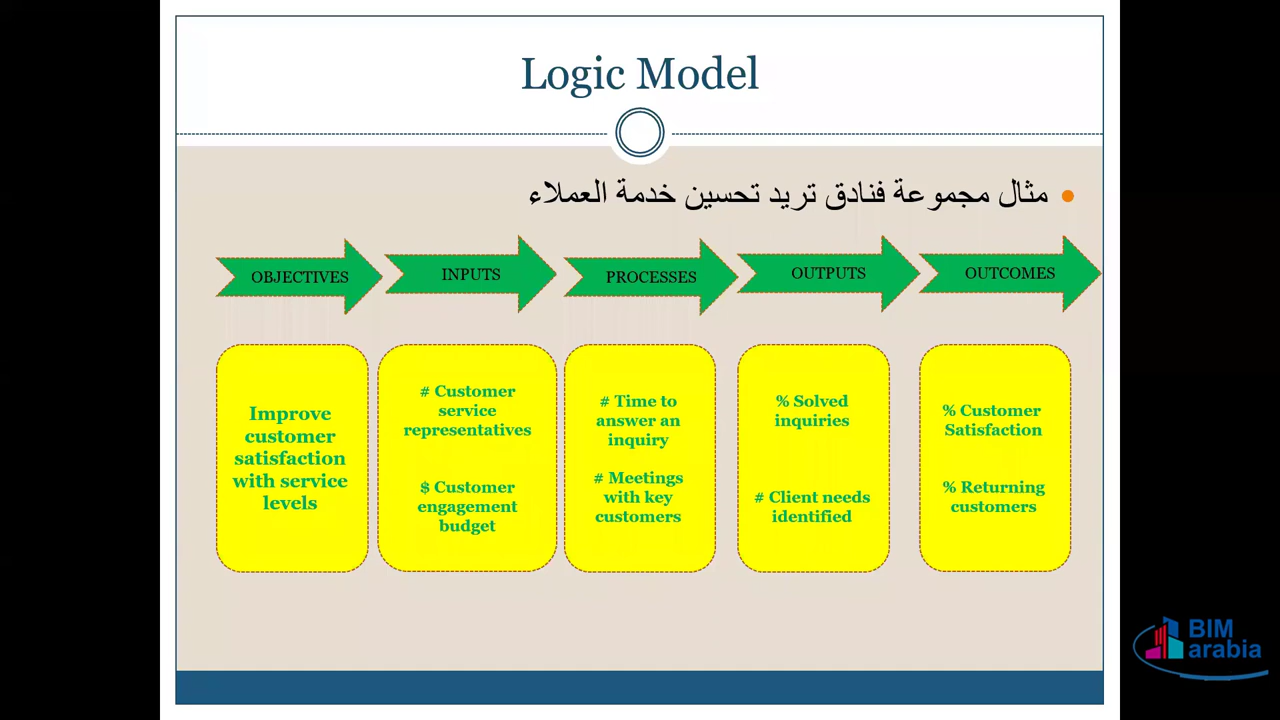 Logic Model
مثال مجموعة فنادق تريد تحسين خدمة العملاء
OBJECTIVES
INPUTS
PROCESSES
OUTPUTS
OUTCOMES
Improve
customer
satisfaction
with service
levels
# Customer
service
representatives
$ Customer
engagement
budget
# Time to
answer an
inquiry
# Meetings
with key
customers
% Solved
inquiries
# Client needs
identified
% Customer
Satisfaction
% Returning
customers
BIM
arabia